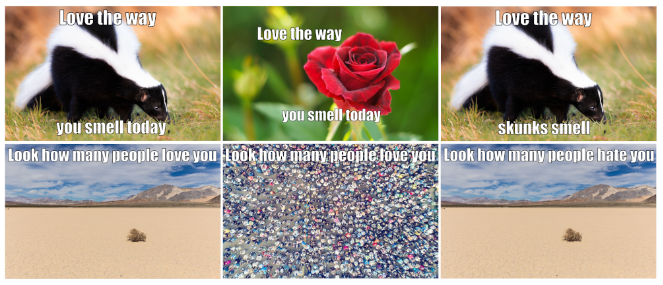 Love the way
you smell today
Love the way
you smell today
Love the way
skunks smell
Look how many people love you
Look how many people love you
Look how many people hate you